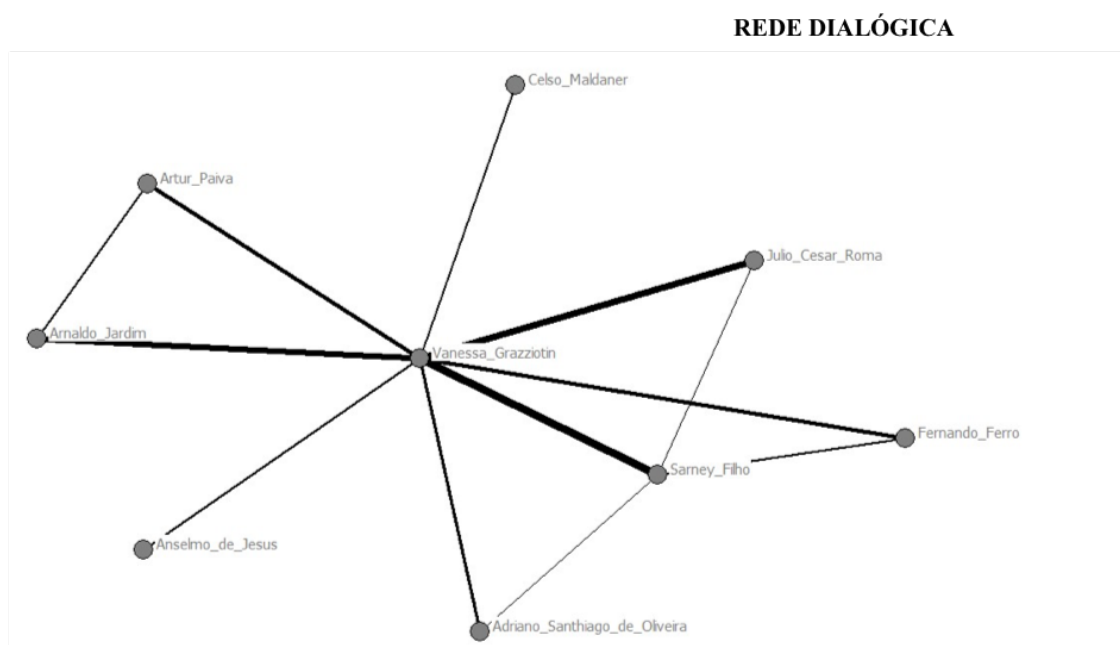 REDE DIALÓGICA
Celso_Maldaner
Artur_Paiva
Julio_Cesar_Roma
Arnaldo_Jardim
Vanessa_Grazziotin
Fernando_Ferro
Sarney_Filho
Anselmo_de_Jesus
Adriano_Santhiago_de_Oliveira